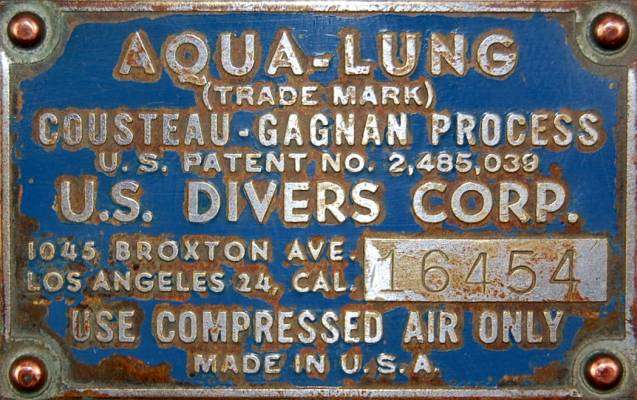 AQUA-LUNG
(TRADE MARK)
COUSTEAU-GAGNAN PROCESS
U.S. PATENT NO. 2,485,039
U.S. DIVERS CORP.
1045 BROXTON AVE.
LOS ANGELES 24, CAL.
16454
USE COMPRESSED AIR ONLY
MADE IN U.S.A.